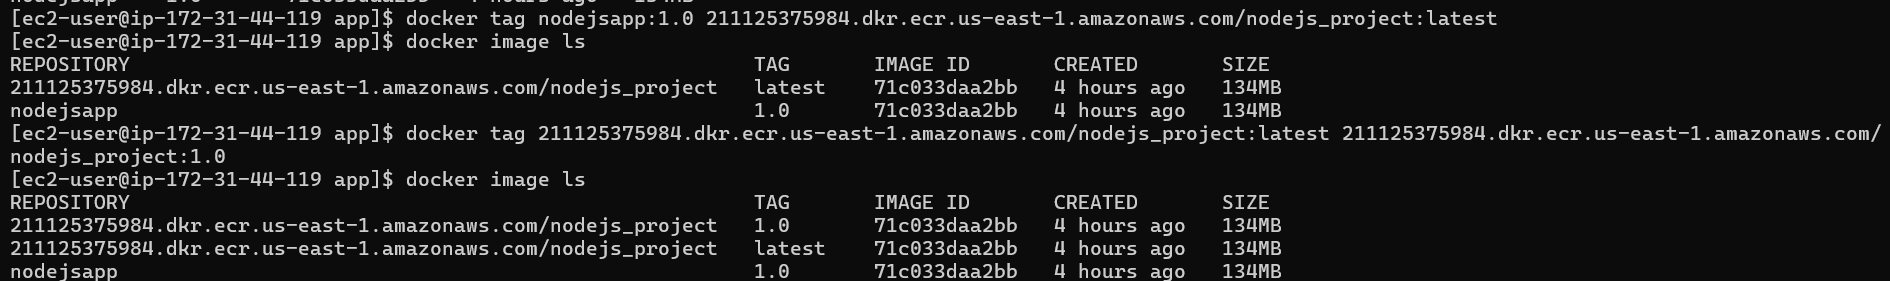 [ec2-user@ip-172-31-44-119 app]$ docker tag nodejsapp:1.0 211125375984.dkr.ecr.us-east-1.amazonaws.com/nodejs_project:latest
[ec2-user@ip-172-31-44-119 app]$ docker image ls
REPOSITORY TAG IMAGE ID CREATED SIZE
211125375984.dkr.ecr.us-east-1.amazonaws.com/nodejs_project latest 71c033daa2bb 4 hours ago 134MB
nodejsapp 1.0 71c033daa2bb 4 hours ago 134MB
[ec2-user@ip-172-31-44-119 app]$ docker tag 211125375984.dkr.ecr.us-east-1.amazonaws.com/nodejs_project:latest 211125375984.dkr.ecr.us-east-1.amazonaws.com/
nodejs_project:1.0
[ec2-user@ip-172-31-44-119 app]$ docker image ls
REPOSITORY TAG IMAGE ID CREATED SIZE
211125375984.dkr.ecr.us-east-1.amazonaws.com/nodejs_project 1.0 71c033daa2bb 4 hours ago 134MB
211125375984.dkr.ecr.us-east-1.amazonaws.com/nodejs_project latest 71c033daa2bb 4 hours ago 134MB
nodejsapp 1.0 71c033daa2bb 4 hours ago 134MB